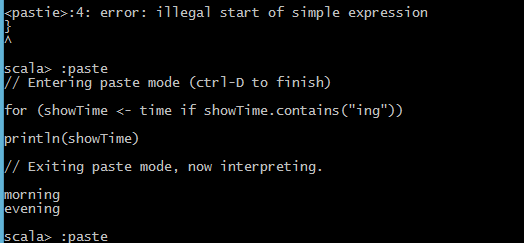 <pastie>:4: error: illegal start of simple expression
}
^
scala> :paste
// Entering paste mode (ctrl-D to finish)
for (showTime <- time if showTime.contains("ing"))
println(showTime)
// Exiting paste mode, now interpreting.
morning
evening
scala> :paste